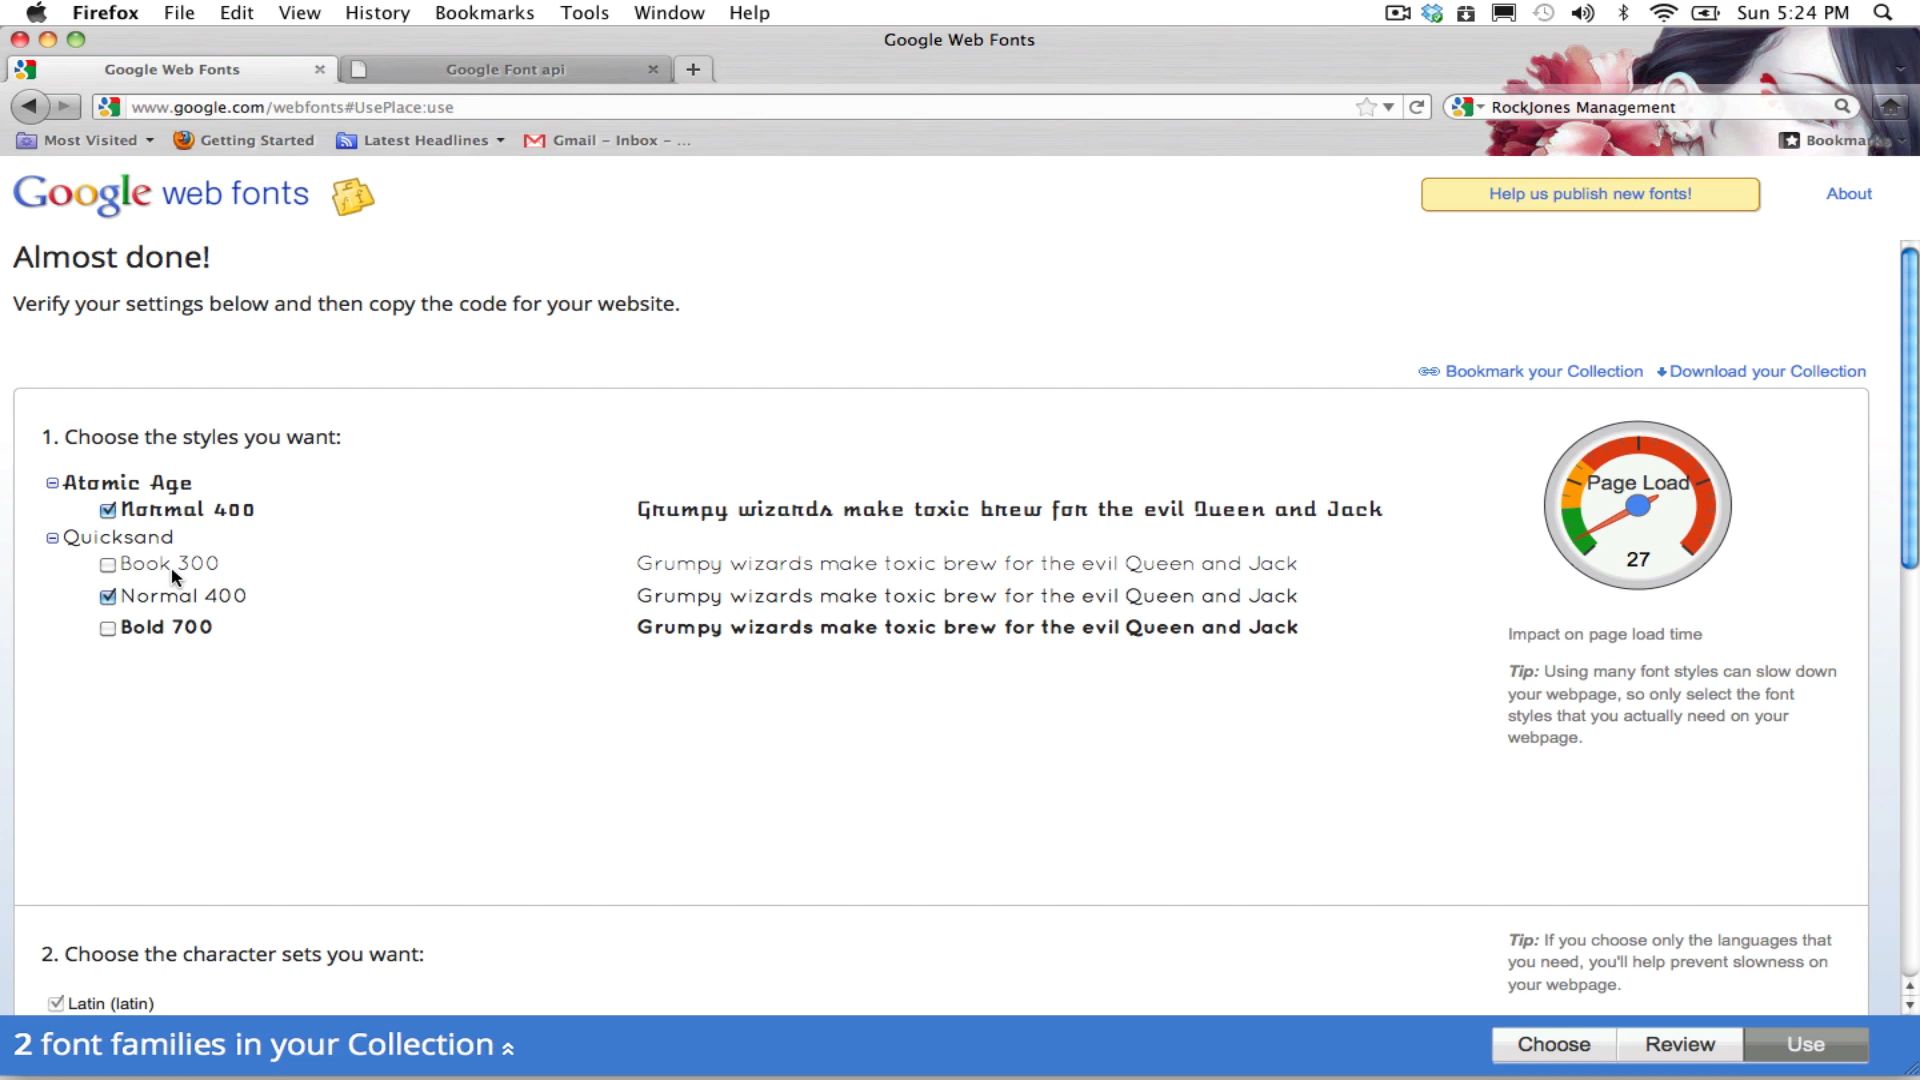 Firefox File Edit View History Bookmarks Tools Window Help Sun 5:24 PM
Google Web Fonts
Google Web Fonts Google Font api
www.google.com/webfonts#UsePlace:use RockJones Management
Most Visited Getting Started Latest Headlines Gmail - Inbox - ... Bookmarks
Google web fonts Help us publish new fonts! About
Almost done!
Verify your settings below and then copy the code for your website.
Bookmark your Collection Download your Collection
1. Choose the styles you want:
Atomic Age
Normal 400 Grumpy wizards make toxic brew for the evil Queen and Jack
Quicksand
Book 300 Grumpy wizards make toxic brew for the evil Queen and Jack
Normal 400 Grumpy wizards make toxic brew for the evil Queen and Jack
Bold 700 Grumpy wizards make toxic brew for the evil Queen and Jack
Page Load
27
Impact on page load time
Tip: Using many font styles can slow down
your webpage, so only select the font
styles that you actually need on your
webpage.
2. Choose the character sets you want:
Tip: If you choose only the languages that
you need, you'll help prevent slowness on
your webpage.
Latin (latin)
2 font families in your Collection Choose Review Use